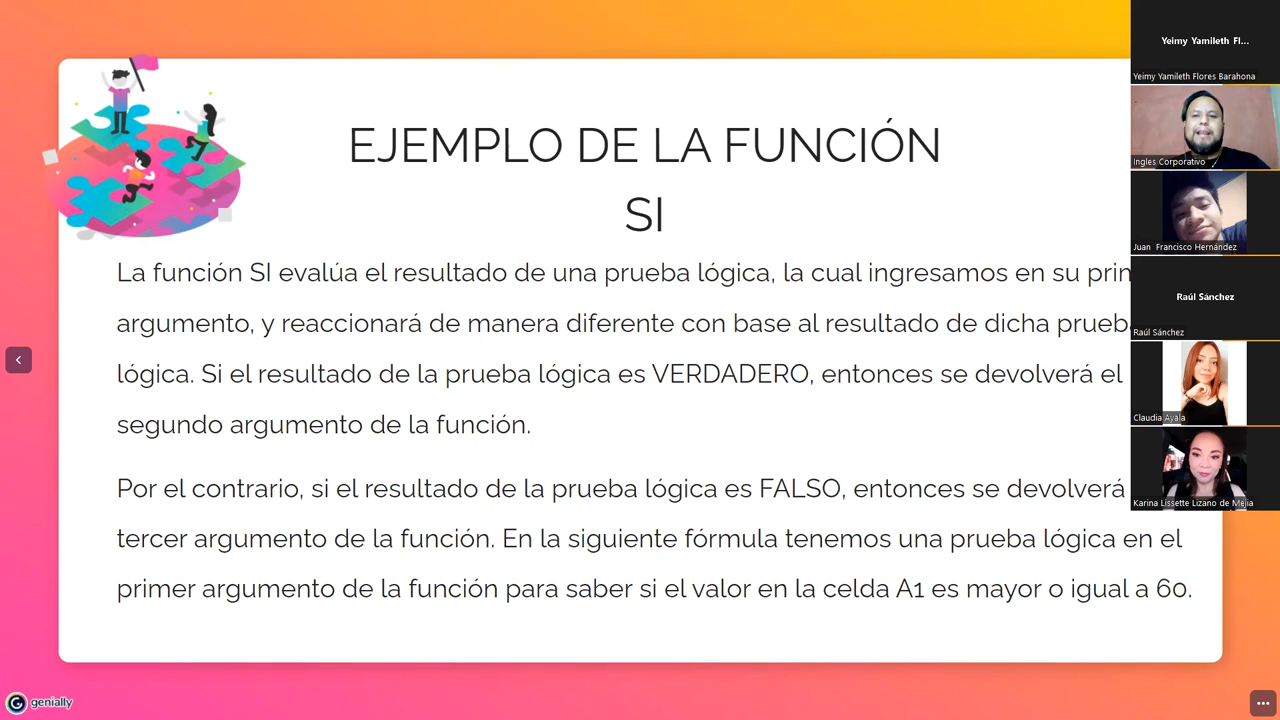 EJEMPLO DE LA FUNCIÓN
SI
La función SI evalúa el resultado de una prueba lógica, la cual ingresamos en su
argumento, y reaccionará de manera diferente con base al resultado de dicha
lógica. Si el resultado de la prueba lógica es VERDADERO, entonces se devolverá el
segundo argumento de la función.
Por el contrario, si el resultado de la prueba lógica es FALSO, entonces se devolverá
tercer argumento de la función. En la siguiente fórmula tenemos una prueba lógica en el
primer argumento de la función para saber si el valor en la celda A1 es mayor o igual a 60.
Yeimy Yamileth Fl...
Yeimy Yamileth Flores Barahona
Ingles Corporativo
Juan Francisco Hernández
Raúl Sánchez
Raúl Sánchez
Claudia Ayala
Karina Lissette Lizano de Mejia
genially